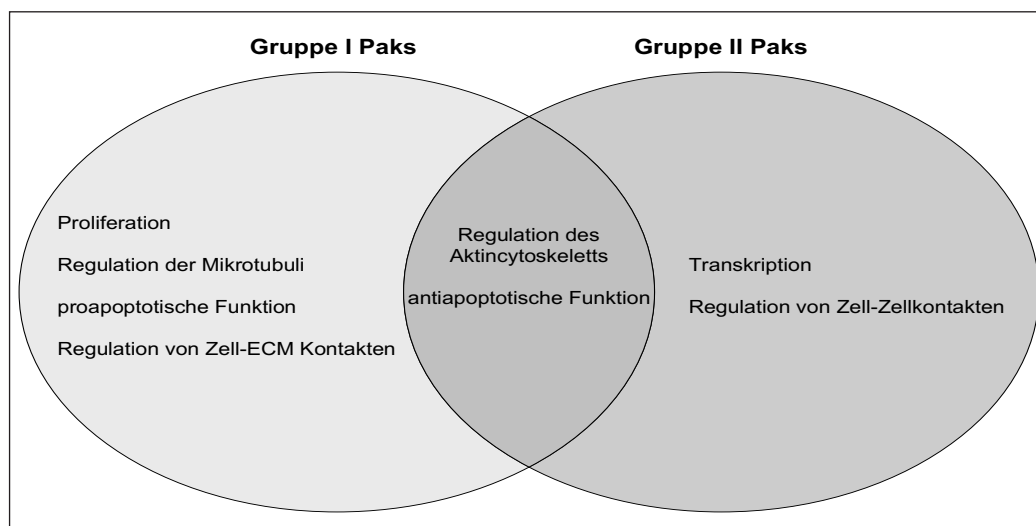 Gruppe I Paks
Gruppe II Paks
Proliferation
Regulation der Mikrotubuli
proapoptotische Funktion
Regulation von Zell-ECM Kontakten
Regulation des
Aktincytoskeletts
antiapoptotische Funktion
Transkription
Regulation von Zell-Zellkontakten